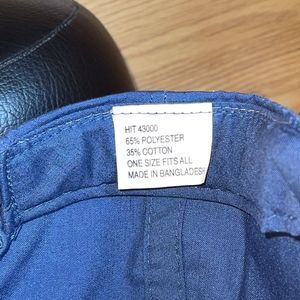 HIT 43000
65% POLYESTER
35% COTTON
ONE SIZE FITS ALL
MADE IN BANGLADESH